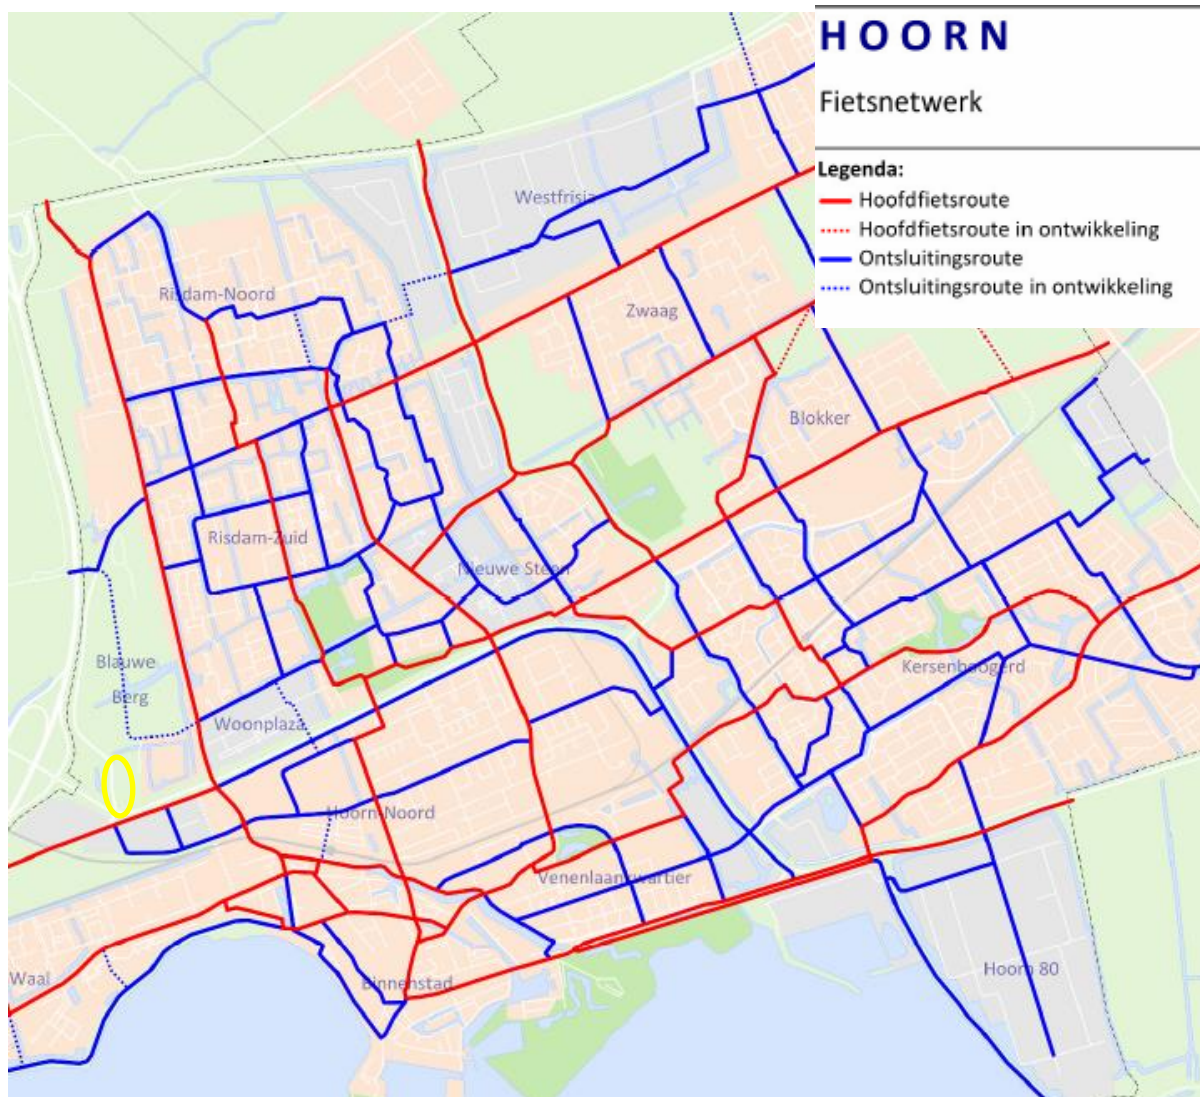 HOORN
Fietsnetwerk
Legenda:
Hoofdfietsroute
Hoofdfietsroute in ontwikkeling
Ontsluitingsroute
Ontsluitingsroute in ontwikkeling
Westfrisia
Risdam-Noord
Zwaag
Blokker
Risdam-Zuid
Nieuwe Steen
Blauwe
Berg
Kersenboogerd
Woonplaza
Hoorn-Noord
Venenlaankwartier
Waal
Binnenstad
Hoorn 80